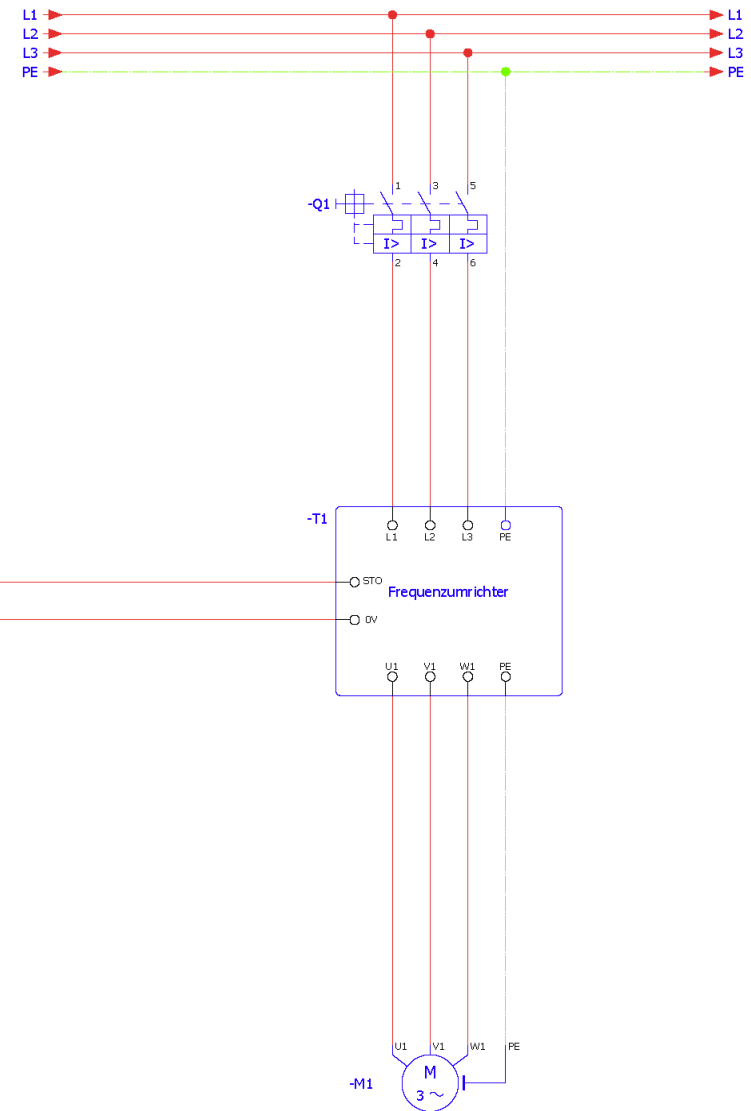 L1 L1
L2 L2
L3 L3
PE PE
1 3 5
-Q1
I> I> I>
2 4 6
-T1
L1 L2 L3 PE
STO
Frequenzumrichter
0V
U1 V1 W1 PE
U1 V1 W1 PE
M
-M1
3 ~